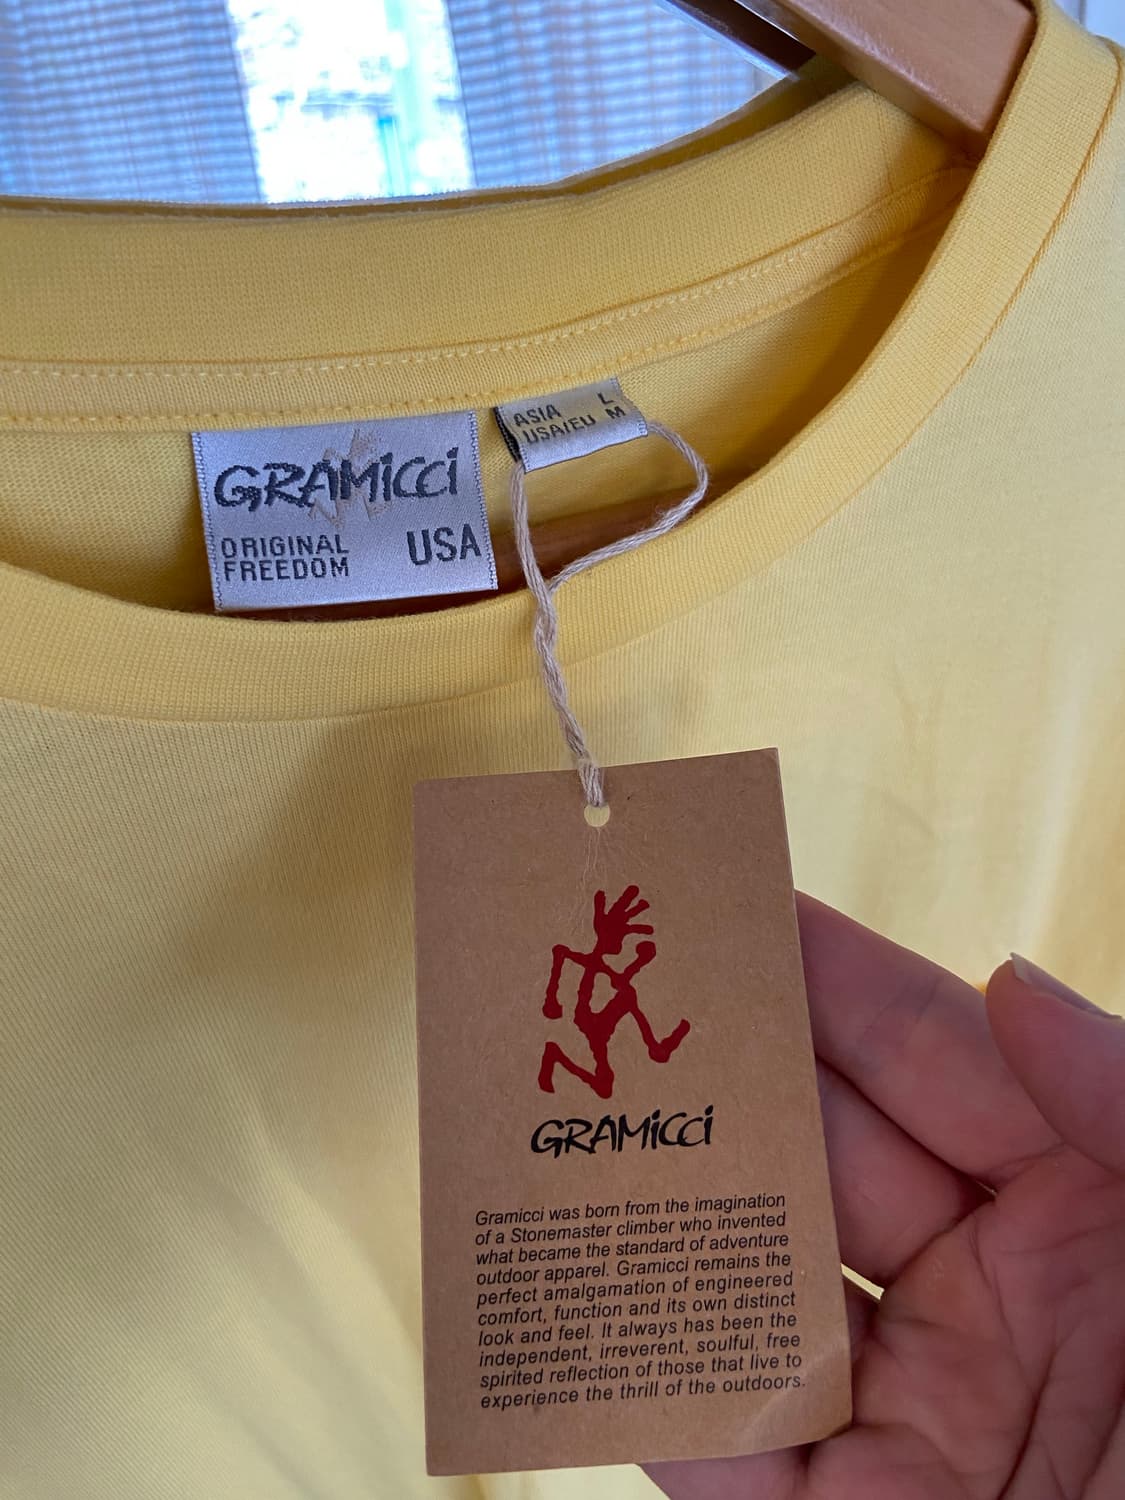 GRAMiCCi
ORIGINAL
FREEDOM
USA
ASIA L
USA/EU M
GRAMiCCi
Gramicci was born from the imagination
of a Stonemaster climber who invented
what became the standard of adventure
outdoor apparel. Gramicci remains the
perfect amalgamation of engineered
comfort, function and its own distinct
look and feel. It always has been the
independent, irreverent, soulful, free
spirited reflection of those that live to
experience the thrill of the outdoors.